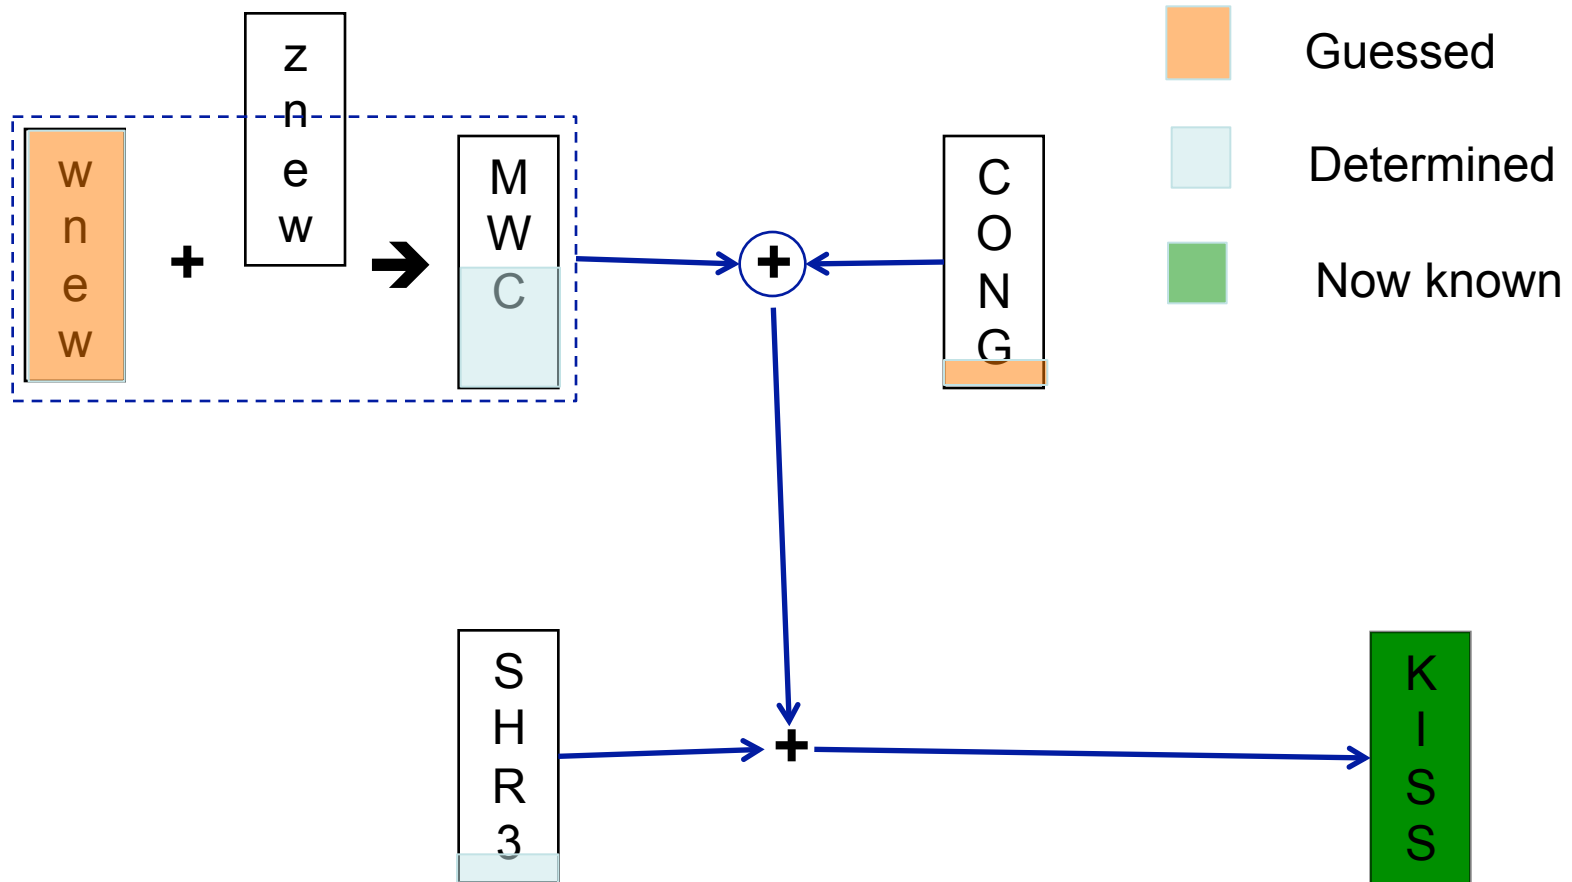 z
n
e
w
Guessed
w
n
e
w
+
➔
M
W
C
+
C
O
N
G
Determined
Now known
S
H
R
3
+
K
I
S
S